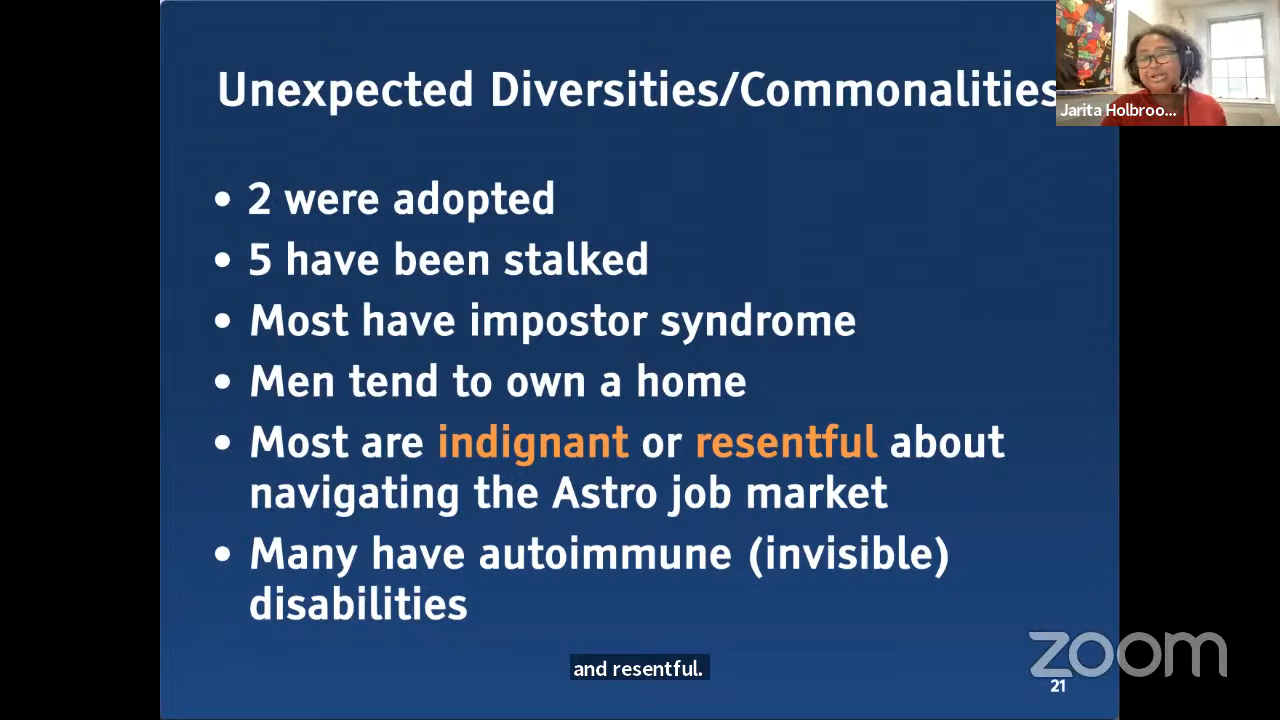 Unexpected Diversities/Commonalities
Jarita Holbroo...
• 2 were adopted
• 5 have been stalked
• Most have impostor syndrome
• Men tend to own a home
• Most are indignant or resentful about
navigating the Astro job market
• Many have autoimmune (invisible)
disabilities
and resentful.
zoom
21